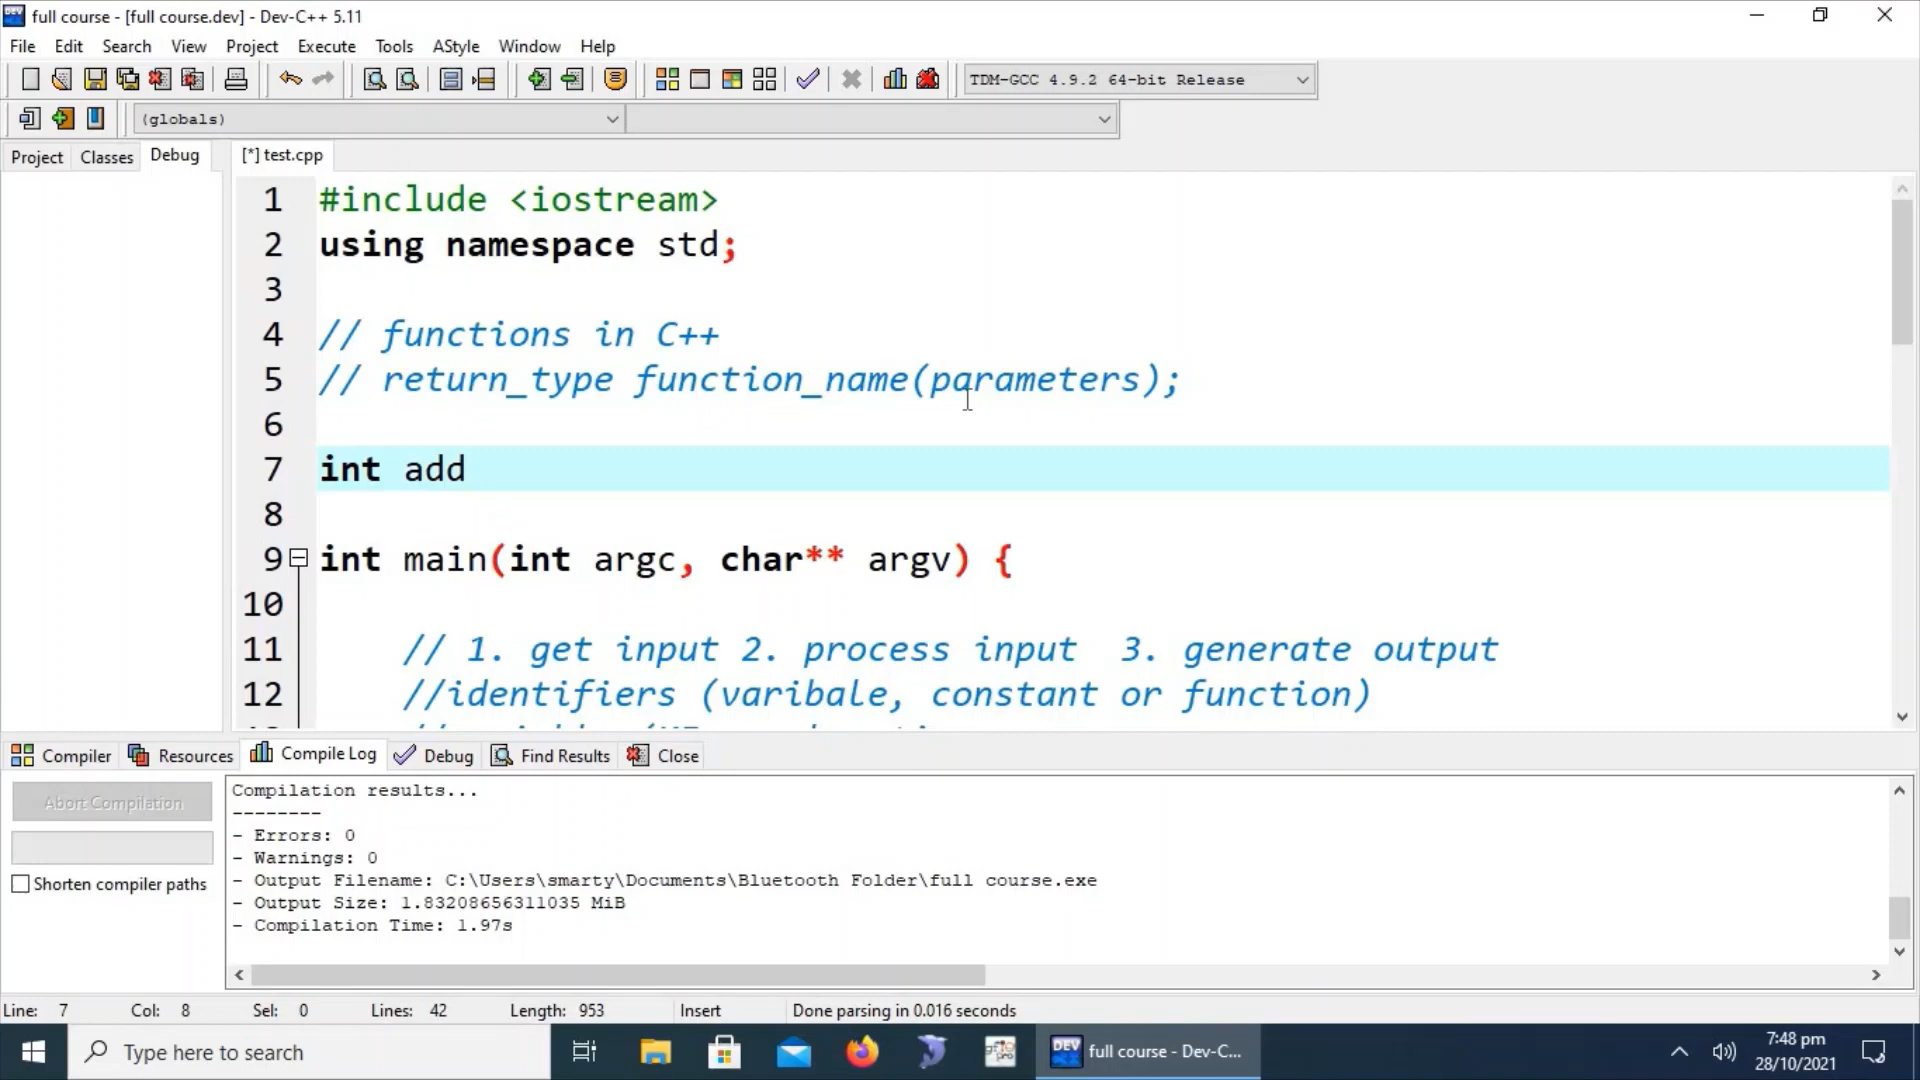 full course - [full course.dev] - Dev-C++ 5.11
File Edit Search View Project Execute Tools AStyle Window Help
TDM-GCC 4.9.2 64-bit Release
(globals)
Project Classes Debug [*] test.cpp
1 #include <iostream>
2 using namespace std;
3
4 // functions in C++
5 // return_type function_name(parameters);
6
7 int add
8
9 int main(int argc, char** argv) {
10
11 // 1. get input 2. process input 3. generate output
12 //identifiers (varibale, constant or function)
Compiler Resources Compile Log Debug Find Results Close
Abort Compilation
Shorten compiler paths
Compilation results...
--------
- Errors: 0
- Warnings: 0
- Output Filename: C:\Users\smarty\Documents\Bluetooth Folder\full course.exe
- Output Size: 1.83208656311035 MiB
- Compilation Time: 1.97s
Line: 7 Col: 8 Sel: 0 Lines: 42 Length: 953 Insert Done parsing in 0.016 seconds
Type here to search
DEV full course - Dev-C...
7:48 pm
28/10/2021